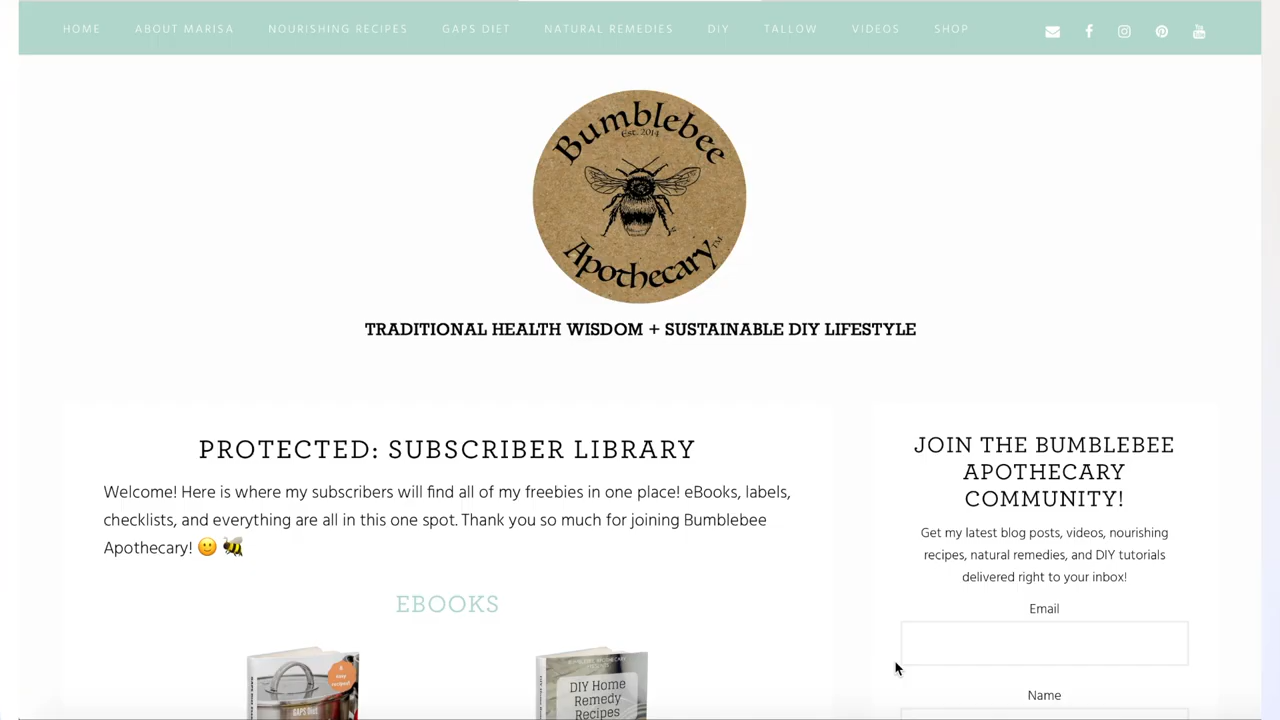 HOME ABOUT MARISA NOURISHING RECIPES GAPS DIET NATURAL REMEDIES DIY TALLOW VIDEOS SHOP
Bumblebee
Est. 2014
Apothecary™
TRADITIONAL HEALTH WISDOM + SUSTAINABLE DIY LIFESTYLE
PROTECTED: SUBSCRIBER LIBRARY
Welcome! Here is where my subscribers will find all of my freebies in one place! eBooks, labels,
checklists, and everything are all in this one spot. Thank you so much for joining Bumblebee
Apothecary! 🙂 🐝
EBOOKS
GAPS Diet
DIY Home
Remedy
Recipes
JOIN THE BUMBLEBEE
APOTHECARY
COMMUNITY!
Get my latest blog posts, videos, nourishing
recipes, natural remedies, and DIY tutorials
delivered right to your inbox!
Email
Name